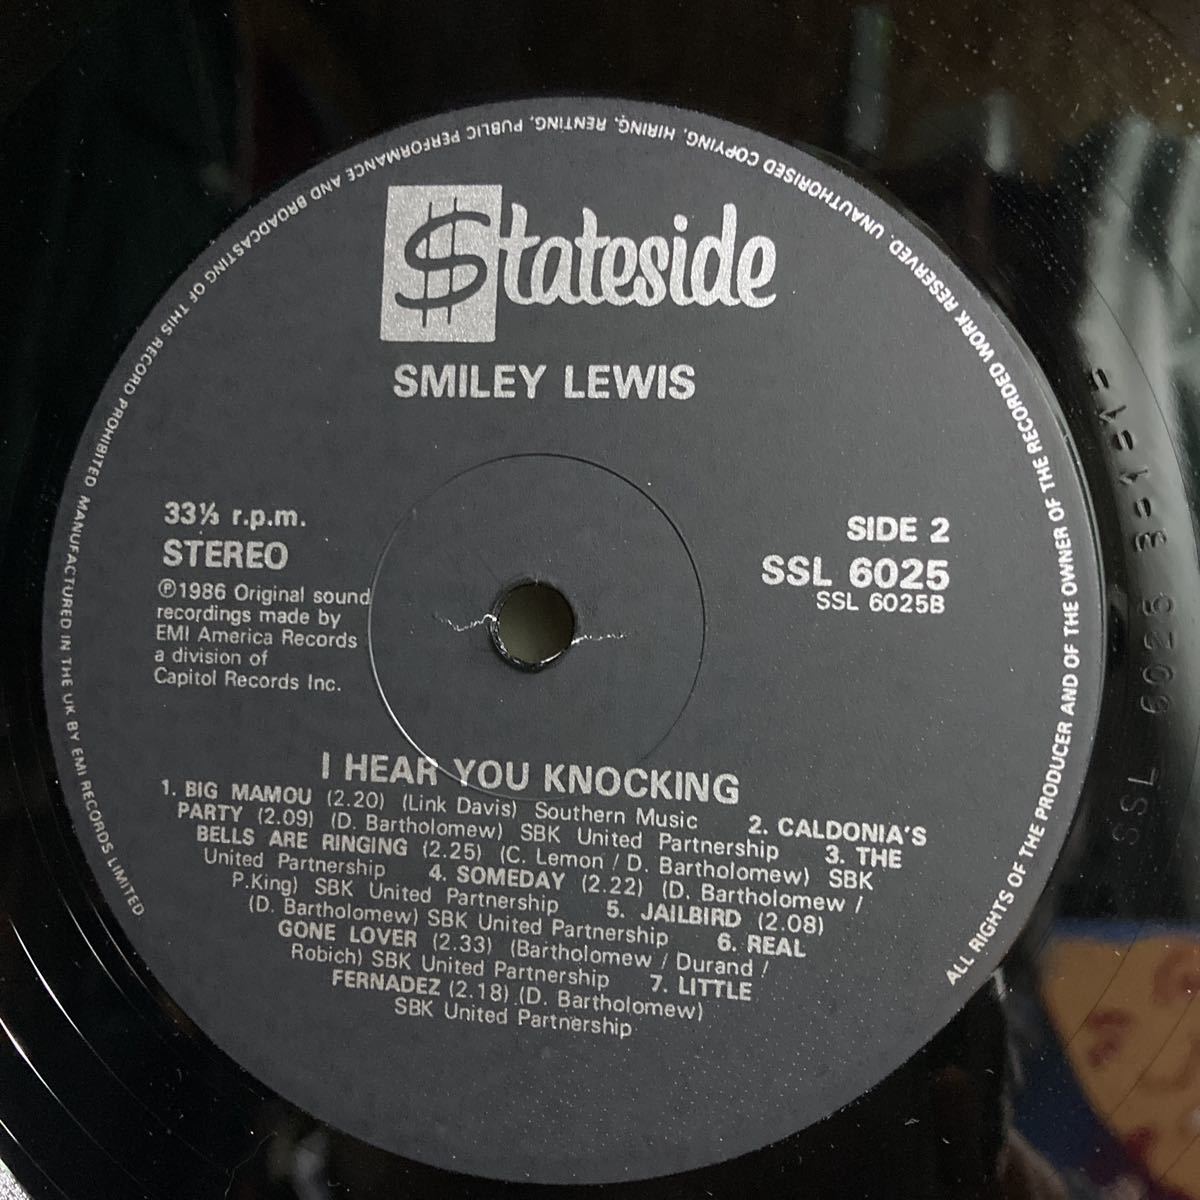 $tateside
SMILEY LEWIS
33⅓ r.p.m.
STEREO
℗1986 Original sound
recordings made by
EMI America Records
a division of
Capitol Records Inc.
SIDE 2
SSL 6025
SSL 6025B
I HEAR YOU KNOCKING
1. BIG MAMOU (2.20) (Link Davis) Southern Music 2. CALDONIA'S
PARTY (2.09) (D. Bartholomew) SBK United Partnership 3. THE
BELLS ARE RINGING (2.25) (C. Lemon / D. Bartholomew) SBK
United Partnership 4. SOMEDAY (2.22) (D. Bartholomew /
P.King) SBK United Partnership 5. JAILBIRD (2.08)
(D. Bartholomew) SBK United Partnership 6. REAL
GONE LOVER (2.33) (Bartholomew / Durand /
Robich) SBK United Partnership 7. LITTLE
FERNADEZ (2.18) (D. Bartholomew)
SBK United Partnership
ALL RIGHTS OF THE PRODUCER AND OF THE OWNER OF THE RECORDED WORK RESERVED. UNAUTHORISED COPYING, HIRING, RENTING, PUBLIC PERFORMANCE AND BROADCASTING OF THIS RECORD PROHIBITED MANUFACTURED IN THE UK BY EMI RECORDS LIMITED
SSL 6025